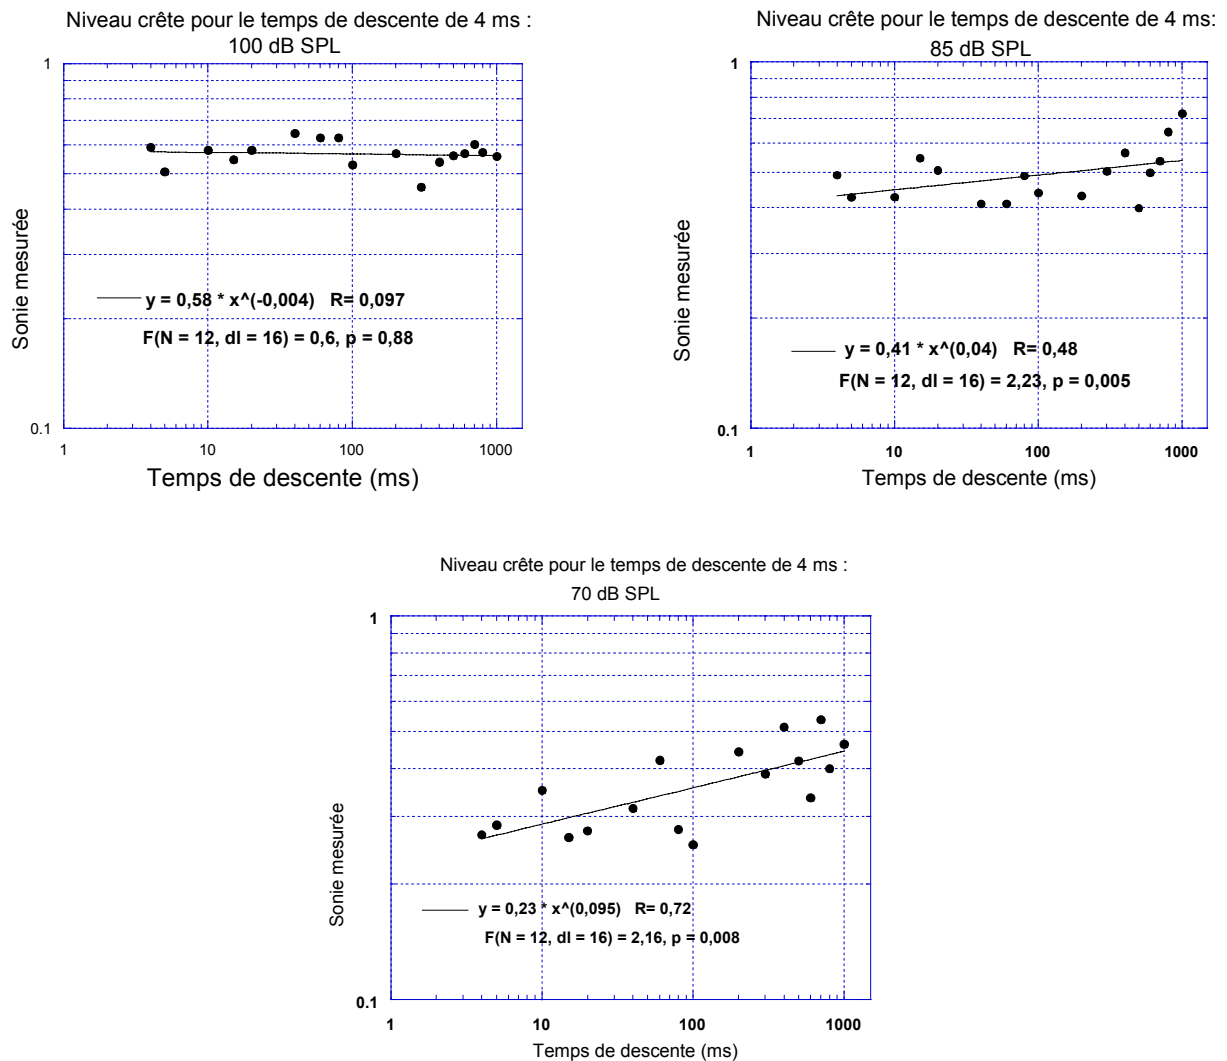 Niveau crête pour le temps de descente de 4 ms :
100 dB SPL
1
Sonie mesurée
y = 0,58 * x^(-0,004) R= 0,097
F(N = 12, dl = 16) = 0,6, p = 0,88
0.1
1 10 100 1000
Temps de descente (ms)
Niveau crête pour le temps de descente de 4 ms:
85 dB SPL
1
Sonie mesurée
y = 0,41 * x^(0,04) R= 0,48
F(N = 12, dl = 16) = 2,23, p = 0,005
0.1
1 10 100 1000
Temps de descente (ms)
Niveau crête pour le temps de descente de 4 ms :
70 dB SPL
1
Sonie mesurée
y = 0,23 * x^(0,095) R= 0,72
F(N = 12, dl = 16) = 2,16, p = 0,008
0.1
1 10 100 1000
Temps de descente (ms)